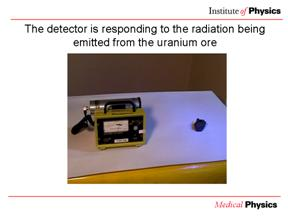 Institute of Physics
The detector is responding to the radiation being
emitted from the uranium ore
Medical Physics